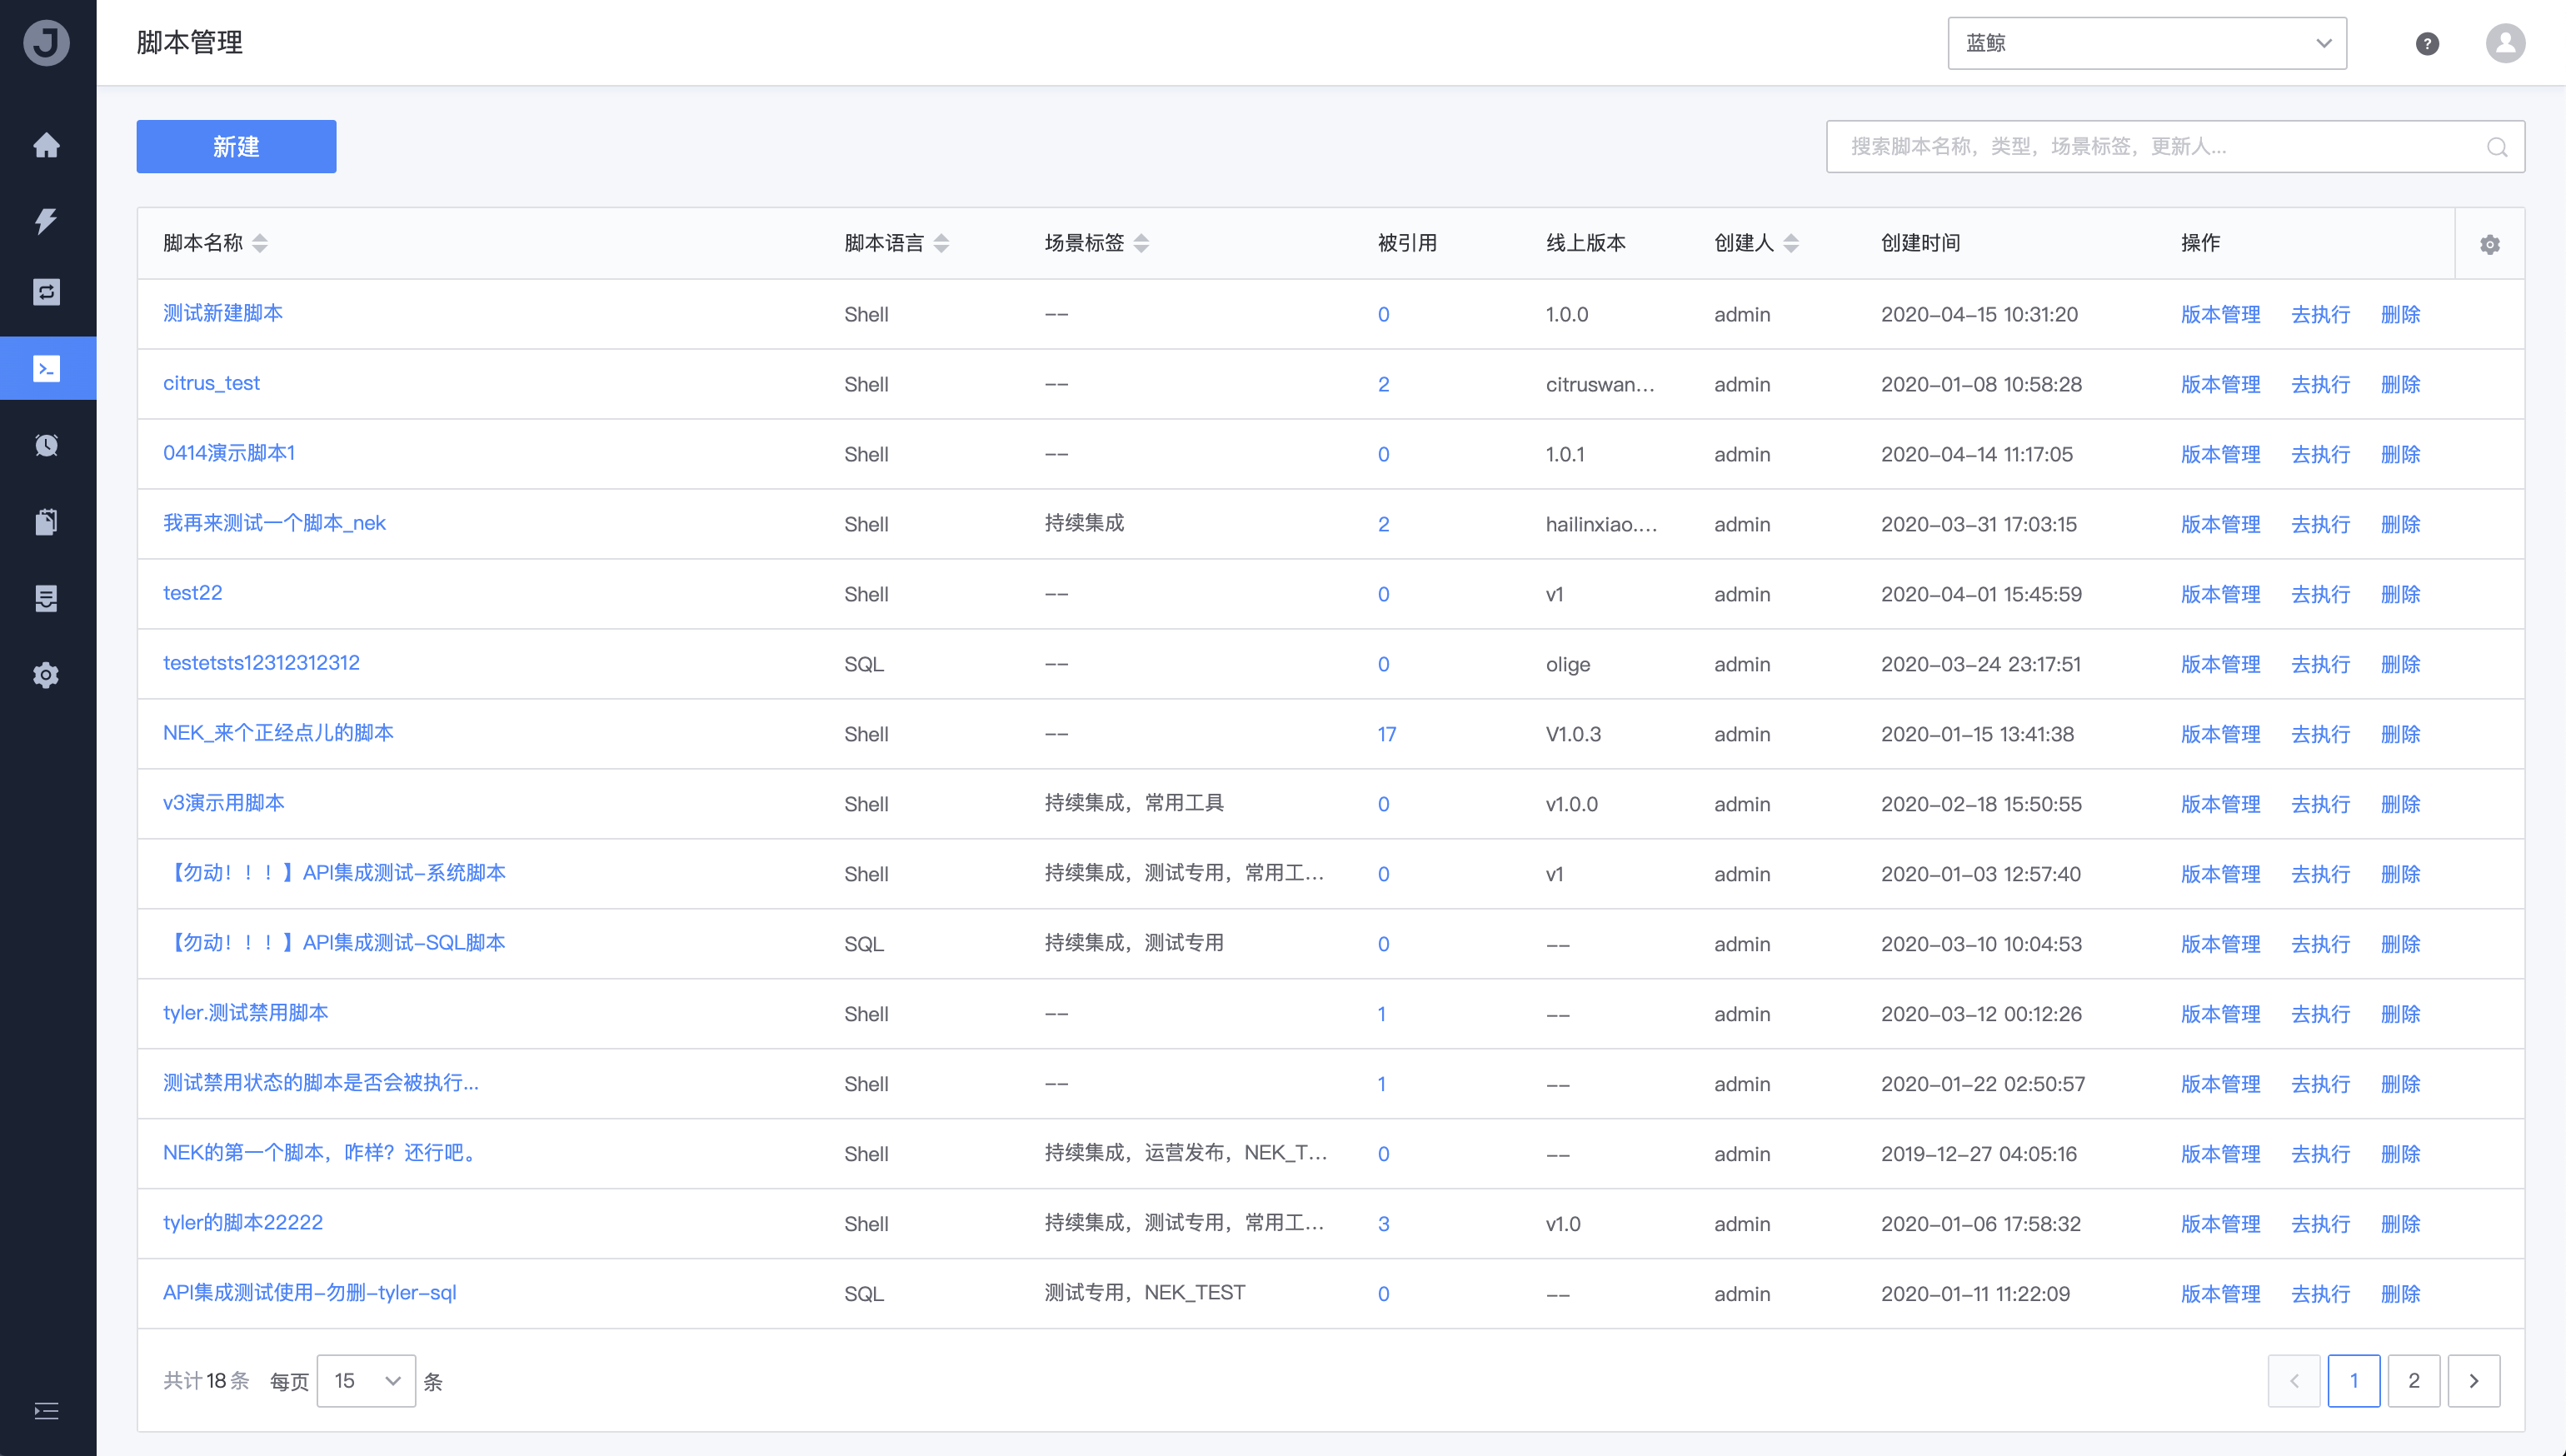 J
脚本管理 蓝鲸 ?
新建 搜索脚本名称，类型，场景标签，更新人...
脚本名称 脚本语言 场景标签 被引用 线上版本 创建人 创建时间 操作
测试新建脚本 Shell -- 0 1.0.0 admin 2020-04-15 10:31:20 版本管理 去执行 删除
citrus_test Shell -- 2 citruswan... admin 2020-01-08 10:58:28 版本管理 去执行 删除
0414演示脚本1 Shell -- 0 1.0.1 admin 2020-04-14 11:17:05 版本管理 去执行 删除
我再来测试一个脚本_nek Shell 持续集成 2 hailinxiao.... admin 2020-03-31 17:03:15 版本管理 去执行 删除
test22 Shell -- 0 v1 admin 2020-04-01 15:45:59 版本管理 去执行 删除
testetsts12312312312 SQL -- 0 olige admin 2020-03-24 23:17:51 版本管理 去执行 删除
NEK_来个正经点儿的脚本 Shell -- 17 V1.0.3 admin 2020-01-15 13:41:38 版本管理 去执行 删除
v3演示用脚本 Shell 持续集成，常用工具 0 v1.0.0 admin 2020-02-18 15:50:55 版本管理 去执行 删除
【勿动！！！】API集成测试-系统脚本 Shell 持续集成，测试专用，常用工... 0 v1 admin 2020-01-03 12:57:40 版本管理 去执行 删除
【勿动！！！】API集成测试-SQL脚本 SQL 持续集成，测试专用 0 -- admin 2020-03-10 10:04:53 版本管理 去执行 删除
tyler.测试禁用脚本 Shell -- 1 -- admin 2020-03-12 00:12:26 版本管理 去执行 删除
测试禁用状态的脚本是否会被执行... Shell -- 1 -- admin 2020-01-22 02:50:57 版本管理 去执行 删除
NEK的第一个脚本，咋样？还行吧。 Shell 持续集成，运营发布，NEK_T... 0 -- admin 2019-12-27 04:05:16 版本管理 去执行 删除
tyler的脚本22222 Shell 持续集成，测试专用，常用工... 3 v1.0 admin 2020-01-06 17:58:32 版本管理 去执行 删除
API集成测试使用-勿删-tyler-sql SQL 测试专用，NEK_TEST 0 -- admin 2020-01-11 11:22:09 版本管理 去执行 删除
共计18条 每页 15 条 1 2